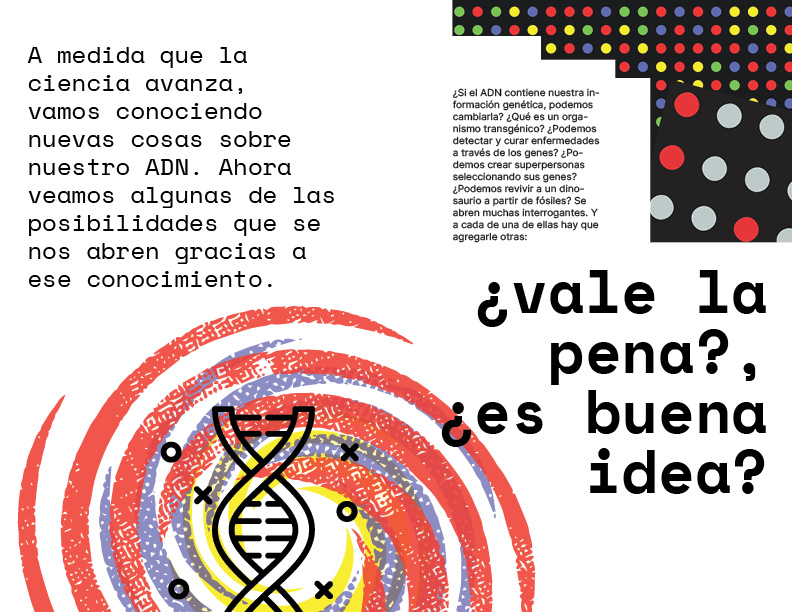 A medida que la
ciencia avanza,
vamos conociendo
nuevas cosas sobre
nuestro ADN. Ahora
veamos algunas de las
posibilidades que se
nos abren gracias a
ese conocimiento.
¿Si el ADN contiene nuestra in-
formación genética, podemos
cambiarla? ¿Qué es un orga-
nismo transgénico? ¿Podemos
detectar y curar enfermedades
a través de los genes? ¿Po-
demos crear superpersonas
seleccionando sus genes?
¿Podemos revivir a un dino-
saurio a partir de fósiles? Se
abren muchas interrogantes. Y
a cada de una de ellas hay que
agregarle otras:
¿vale la
pena?,
¿es buena
idea?